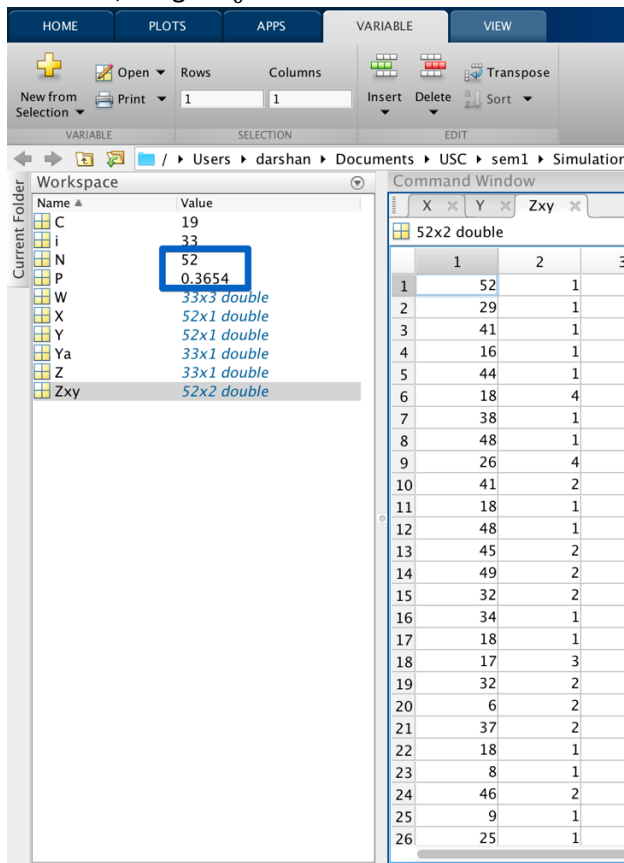 HOME PLOTS APPS VARIABLE VIEW
New from Selection Open Print Rows Columns 1 1 Insert Delete Transpose Sort
VARIABLE SELECTION EDIT
/ Users darshan Documents USC sem1 Simulation
Current Folder
Workspace
Name Value
C 19
i 33
N 52
P 0.3654
W 33x3 double
X 52x1 double
Y 52x1 double
Ya 33x1 double
Z 33x1 double
Zxy 52x2 double
Command Window
X Y Zxy
52x2 double
1 2 3
1 52 1
2 29 1
3 41 1
4 16 1
5 44 1
6 18 4
7 38 1
8 48 1
9 26 4
10 41 2
11 18 1
12 48 1
13 45 2
14 49 2
15 32 2
16 34 1
17 18 1
18 17 3
19 32 2
20 6 2
21 37 2
22 18 1
23 8 1
24 46 2
25 9 1
26 25 1